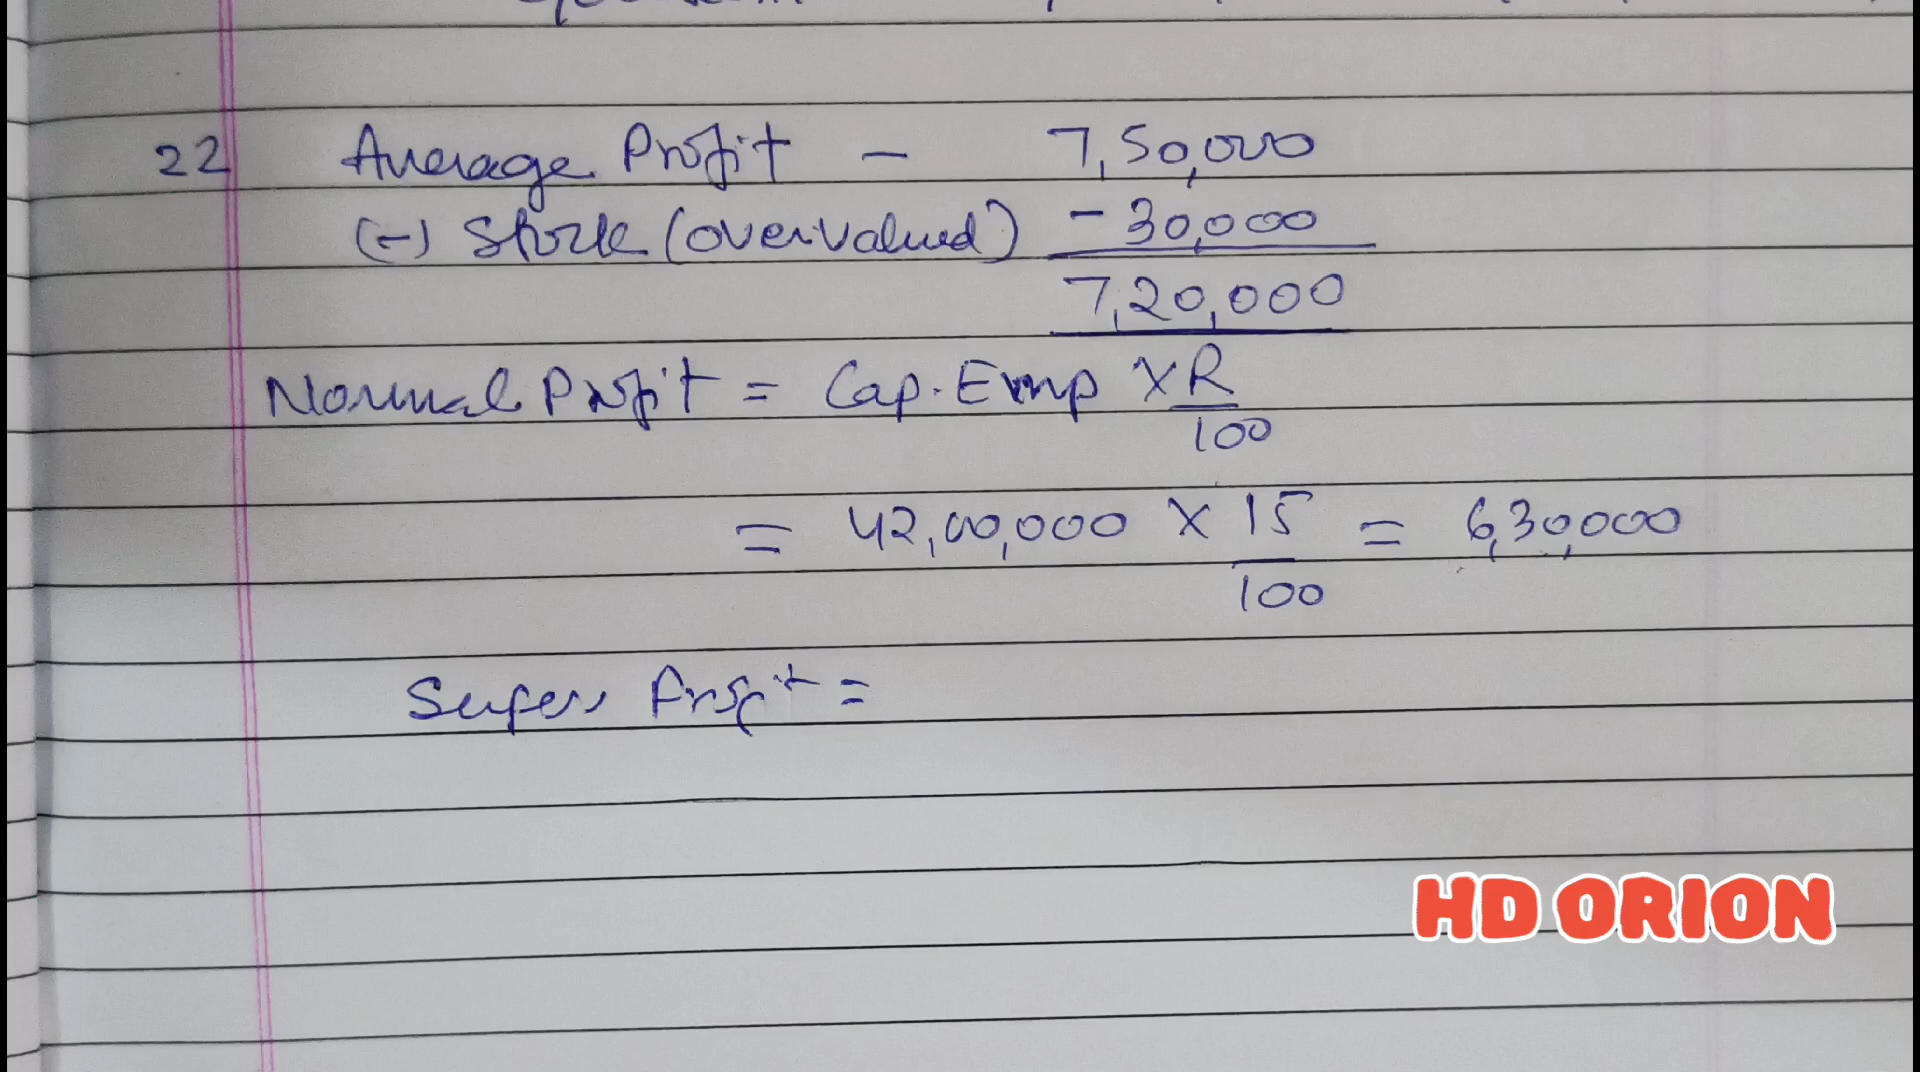 22 Average Profit - 7,50,000
(-) Stock (overvalued) - 30,000
7,20,000
Normal Profit = Cap. Emp X R
100
= 42,00,000 X 15 = 6,30,000
100
Super Profit =
HD ORION